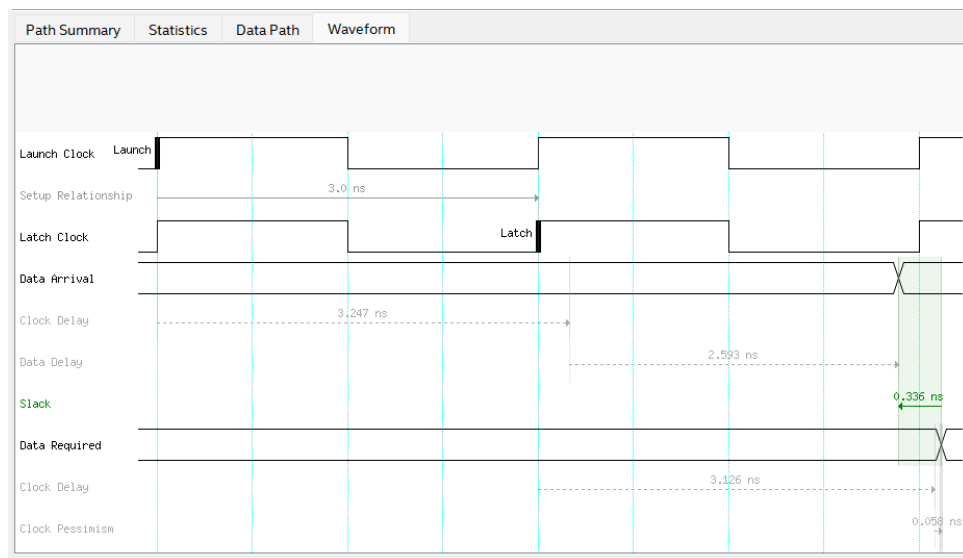 Path Summary Statistics Data Path Waveform
Launch Clock Launch
Setup Relationship 3.0 ns
Latch Clock Latch
Data Arrival
Clock Delay 3.247 ns
Data Delay 2.593 ns
Slack 0.336 ns
Data Required
Clock Delay 3.126 ns
Clock Pessimism 0.058 ns